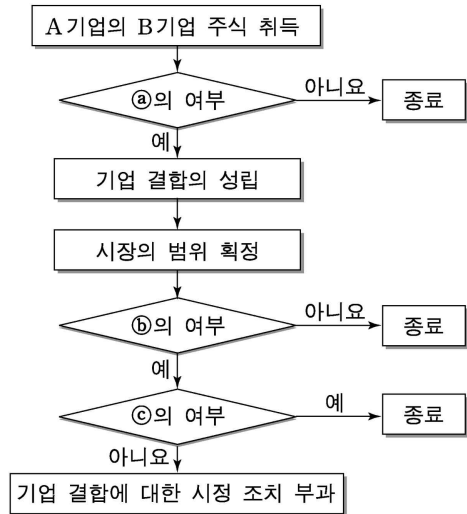 A기업의 B기업 주식 취득
ⓐ의 여부
아니요
종료
예
기업 결합의 성립
시장의 범위 획정
ⓑ의 여부
아니요
종료
예
ⓒ의 여부
예
종료
아니요
기업 결합에 대한 시정 조치 부과